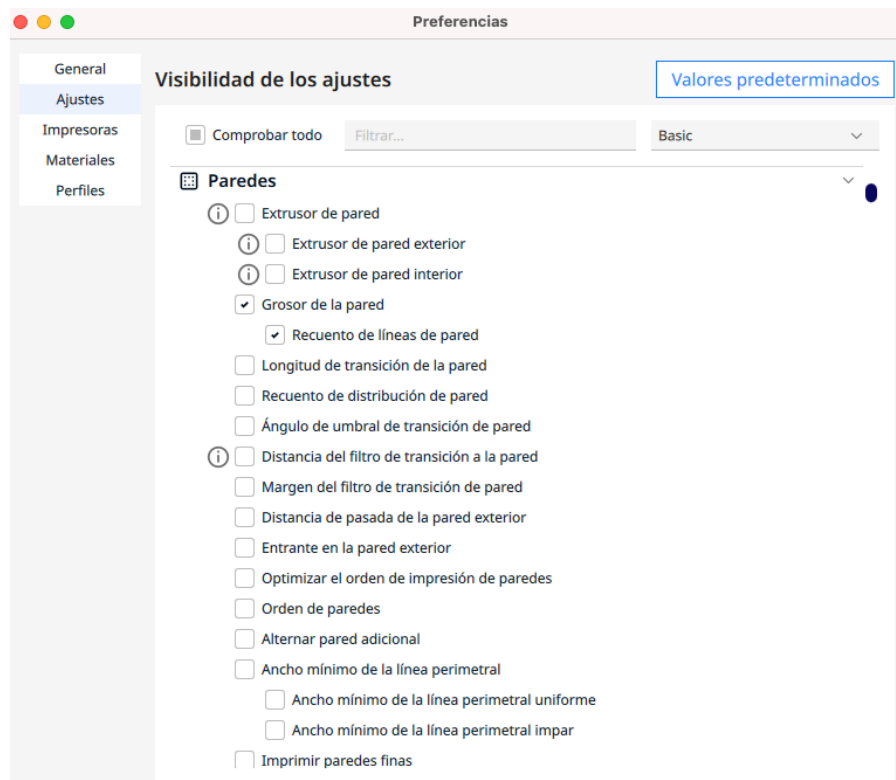 Preferencias
General
Ajustes
Impresoras
Materiales
Perfiles
Visibilidad de los ajustes
Valores predeterminados
Comprobar todo
Filtrar...
Basic
Paredes
Extrusor de pared
Extrusor de pared exterior
Extrusor de pared interior
Grosor de la pared
Recuento de líneas de pared
Longitud de transición de la pared
Recuento de distribución de pared
Ángulo de umbral de transición de pared
Distancia del filtro de transición a la pared
Margen del filtro de transición de pared
Distancia de pasada de la pared exterior
Entrante en la pared exterior
Optimizar el orden de impresión de paredes
Orden de paredes
Alternar pared adicional
Ancho mínimo de la línea perimetral
Ancho mínimo de la línea perimetral uniforme
Ancho mínimo de la línea perimetral impar
Imprimir paredes finas